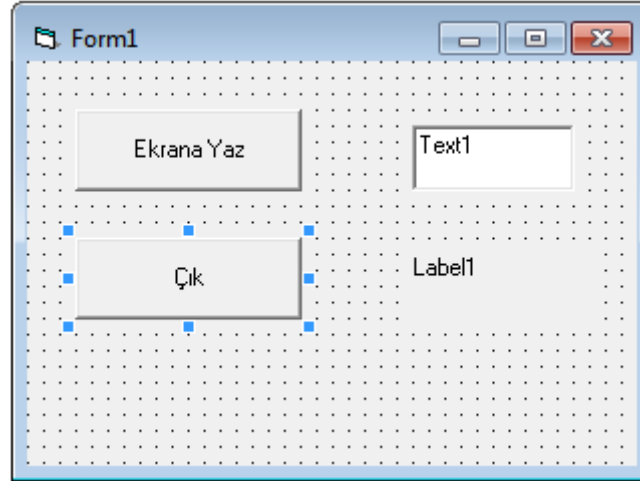 Form1
Ekrana Yaz
Text1
Çık
Label1